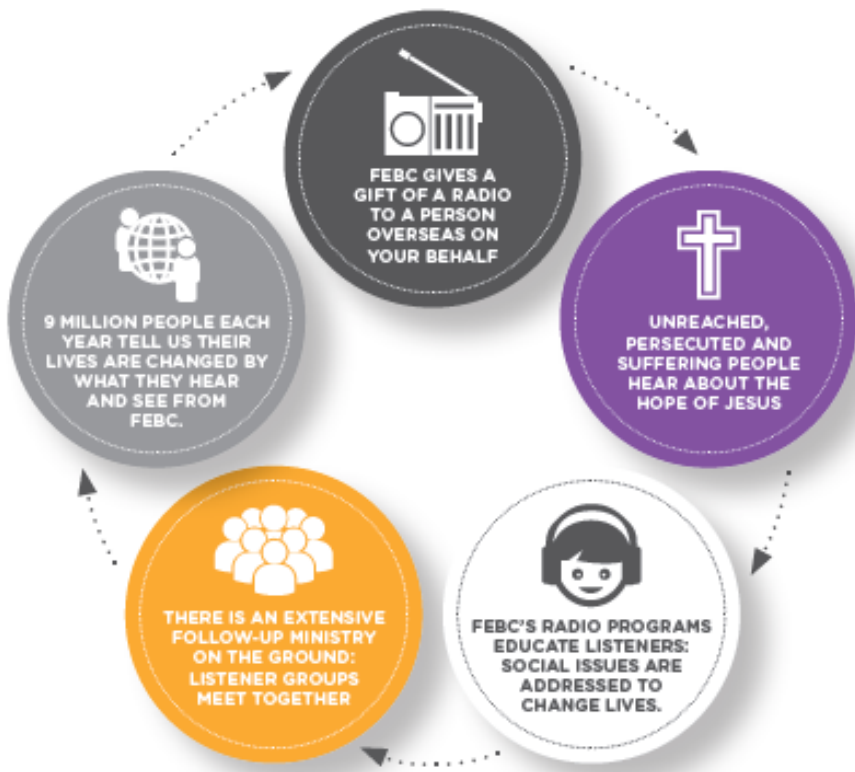 FEBC GIVES A
GIFT OF A RADIO
TO A PERSON
OVERSEAS ON
YOUR BEHALF
UNREACHED,
PERSECUTED AND
SUFFERING PEOPLE
HEAR ABOUT THE
HOPE OF JESUS
FEBC'S RADIO PROGRAMS
EDUCATE LISTENERS:
SOCIAL ISSUES ARE
ADDRESSED TO
CHANGE LIVES.
THERE IS AN EXTENSIVE
FOLLOW-UP MINISTRY
ON THE GROUND:
LISTENER GROUPS
MEET TOGETHER
9 MILLION PEOPLE EACH
YEAR TELL US THEIR
LIVES ARE CHANGED BY
WHAT THEY HEAR
AND SEE FROM
FEBC.